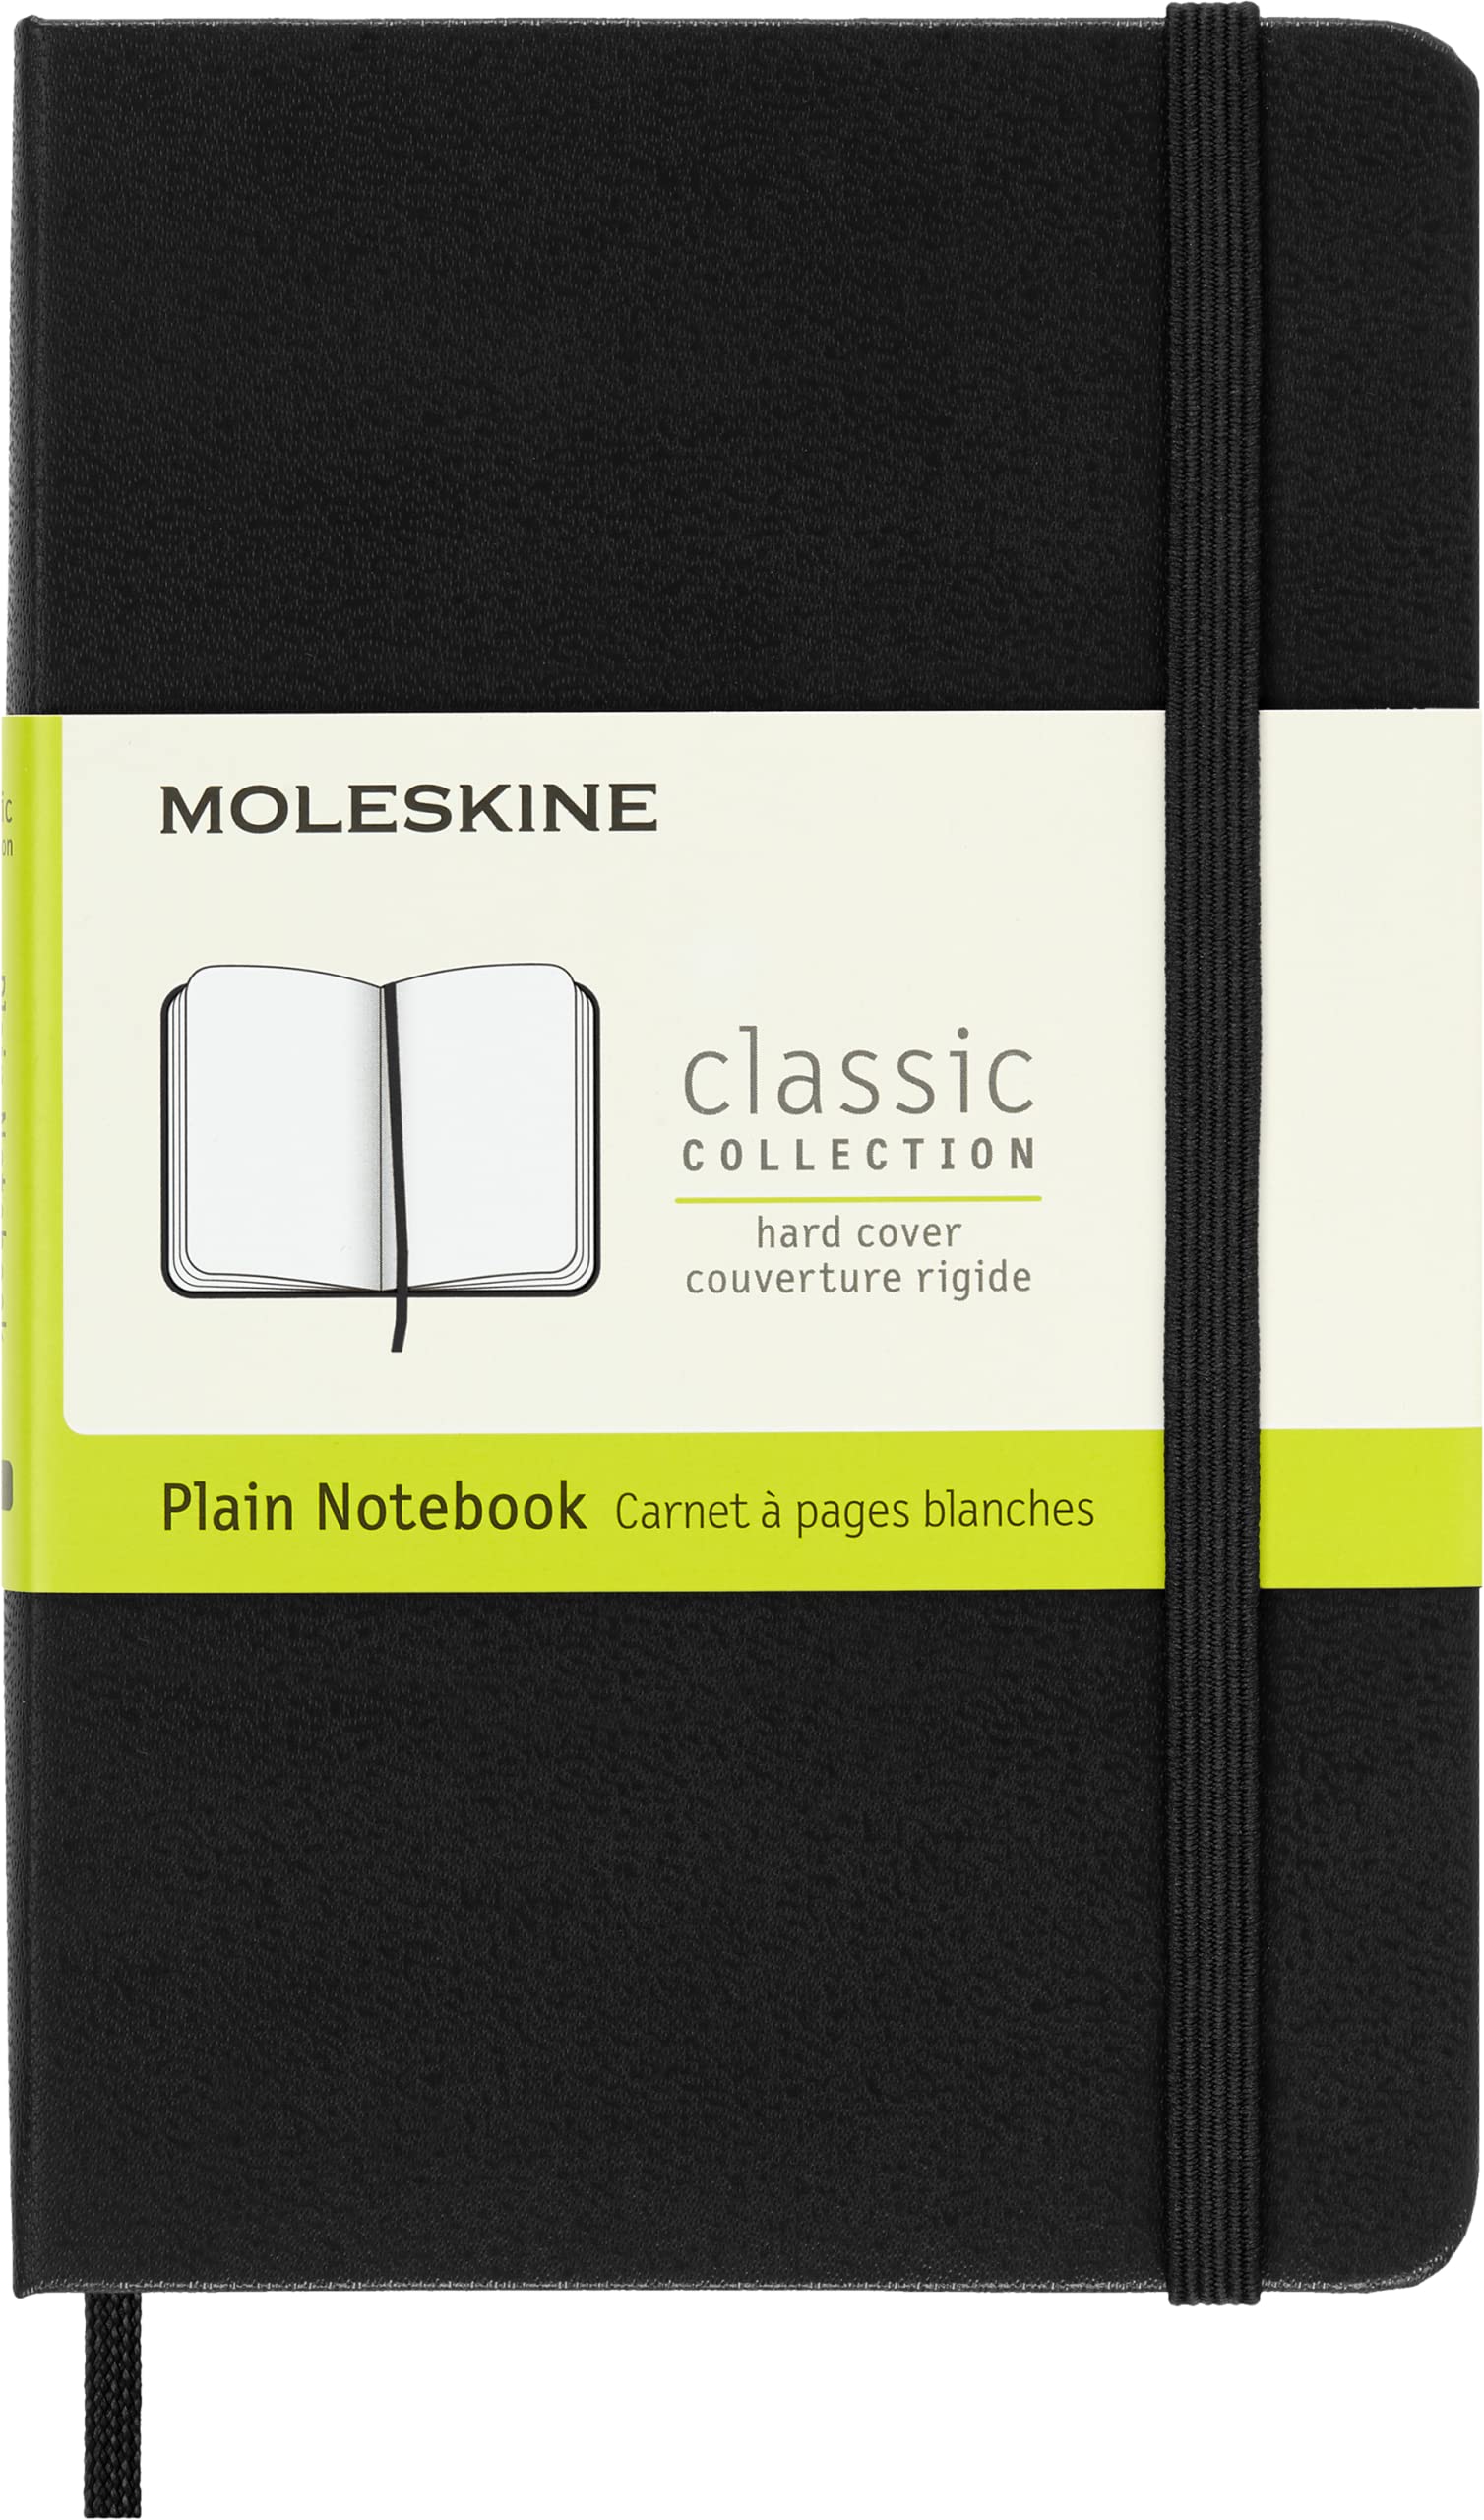 MOLESKINE
classic
COLLECTION
hard cover
couverture rigide
Plain Notebook Carnet à pages blanches